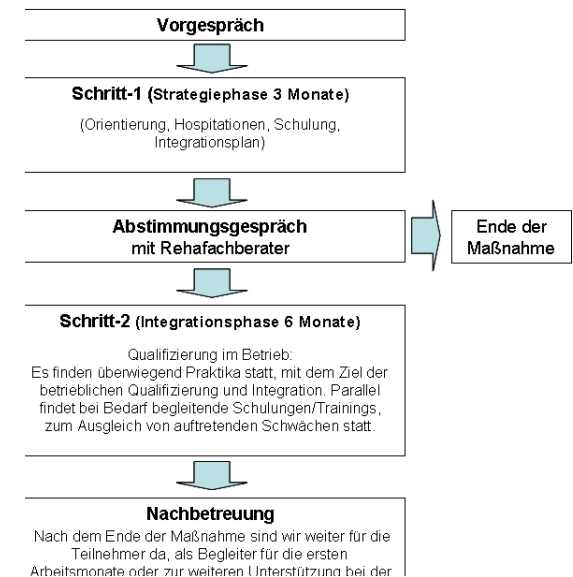 Vorgespräch
Schritt-1 (Strategiephase 3 Monate)
(Orientierung, Hospitationen, Schulung,
Integrationsplan)
Abstimmungsgespräch
mit Rehafachberater
Ende der
Maßnahme
Schritt-2 (Integrationsphase 6 Monate)
Qualifizierung im Betrieb:
Es finden überwiegend Praktika statt, mit dem Ziel der
betrieblichen Qualifizierung und Integration. Parallel
findet bei Bedarf begleitende Schulungen/Trainings,
zum Ausgleich von auftretenden Schwächen statt.
Nachbetreuung
Nach dem Ende der Maßnahme sind wir weiter für die
Teilnehmer da, als Begleiter für die ersten
Arbeitsmonate oder zur weiteren Unterstützung bei der